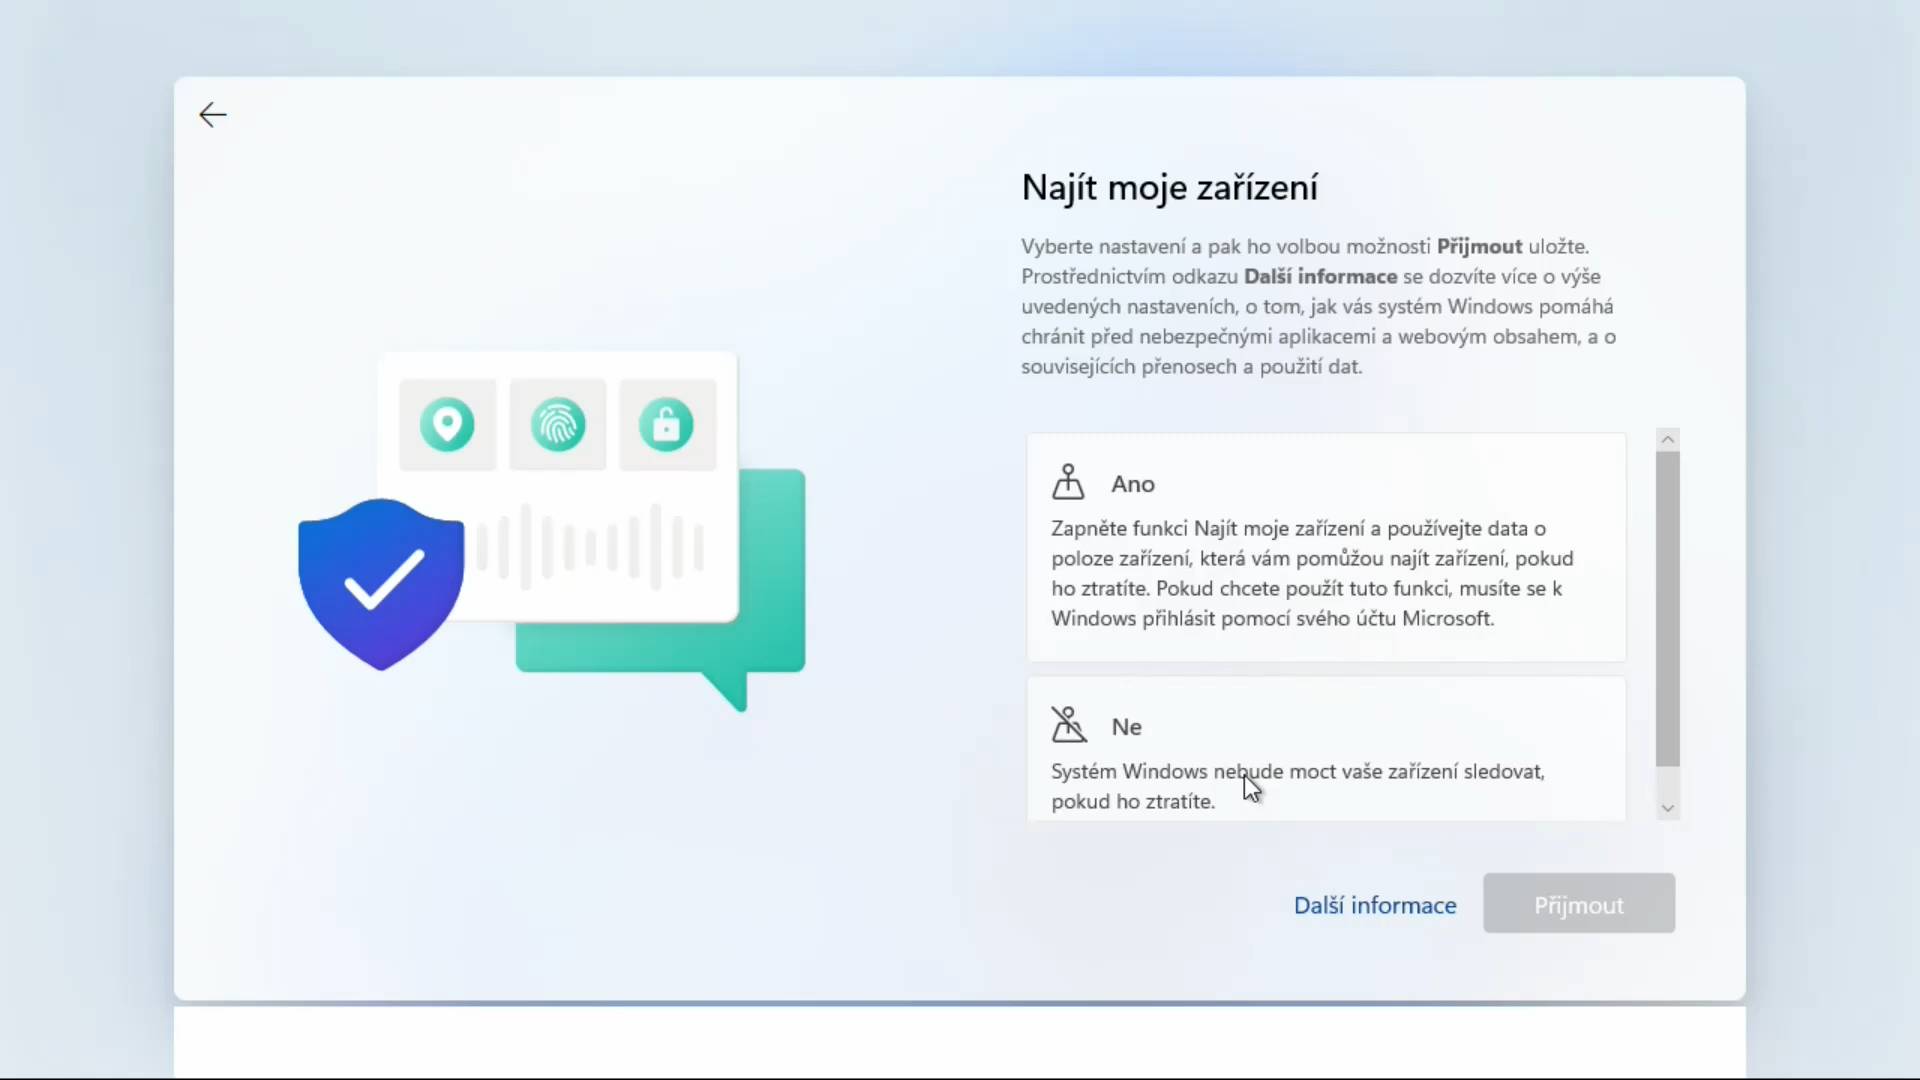 Najít moje zařízení
Vyberte nastavení a pak ho volbou možnosti Přijmout uložte.
Prostřednictvím odkazu Další informace se dozvíte více o výše
uvedených nastaveních, o tom, jak vás systém Windows pomáhá
chránit před nebezpečnými aplikacemi a webovým obsahem, a o
souvisejících přenosech a použití dat.
Ano
Zapněte funkci Najít moje zařízení a používejte data o
poloze zařízení, která vám pomůžou najít zařízení, pokud
ho ztratíte. Pokud chcete použít tuto funkci, musíte se k
Windows přihlásit pomocí svého účtu Microsoft.
Ne
Systém Windows nebude moct vaše zařízení sledovat,
pokud ho ztratíte.
Další informace
Přijmout